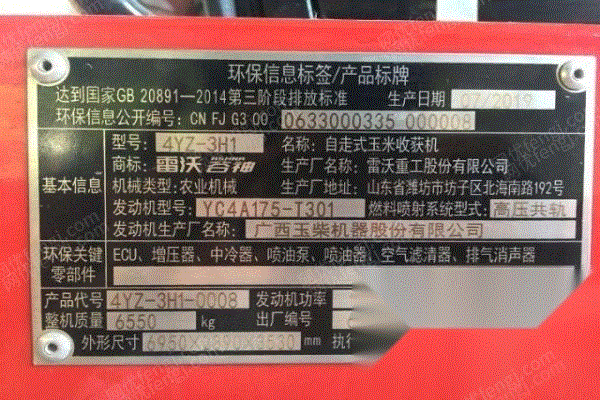 环保信息标签/产品标牌
达到国家GB 20891—2014第三阶段排放标准 生产日期 07/2019
环保信息公开编号: CN FJ G3 00 0633000335 000008
基本信息
型号: 4YZ-3H1 名称: 自走式玉米收获机
商标: 雷沃谷神 生产厂名称: 雷沃重工股份有限公司
机械类型: 农业机械 生产厂地址: 山东省潍坊市坊子区北海南路192号
发动机型号: YC4A175-T301 燃料喷射系统型式: 高压共轨
发动机生产厂名称: 广西玉柴机器股份有限公司
环保关键零部件
ECU、增压器、中冷器、喷油泵、喷油器、空气滤清器、排气消声器
产品代号 4YZ-3H1-0008 发动机功率
整机质量 6550 kg 出厂编号
外形尺寸 6950× mm 执行